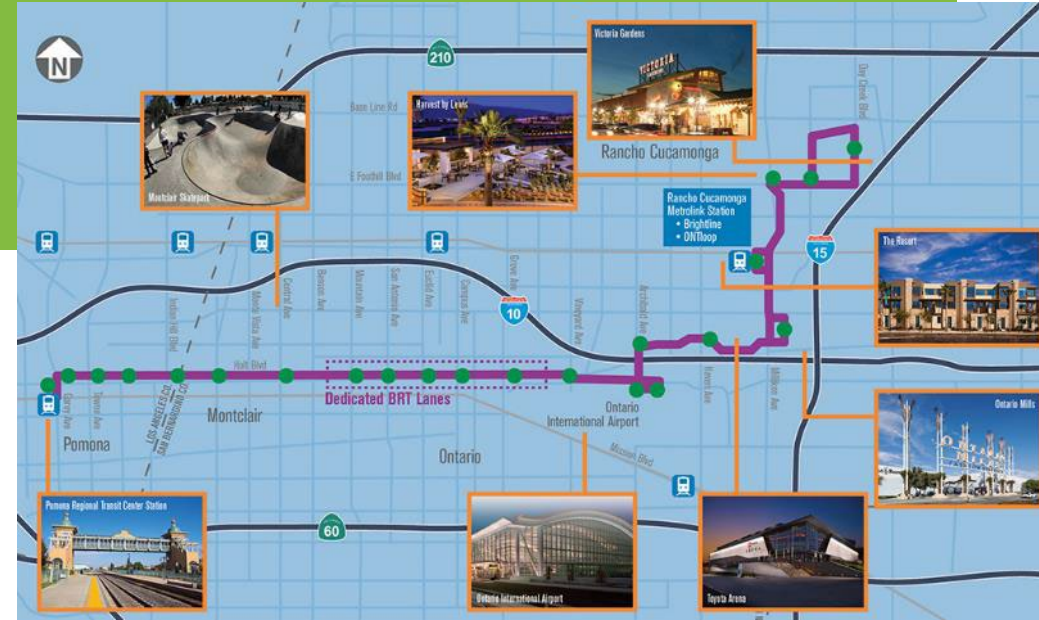 N
210
Victoria Gardens
VICTORIA
Day Creek Blvd
Base Line Rd
Harvest by Lewis
Rancho Cucamonga
E Foothill Blvd
Montclair Skatepark
Rancho Cucamonga
Metrolink Station
• Brightline
• ONTloop
15
The Resort
Indian Hill Blvd
Monte Vista Ave
Central Ave
Benson Ave
Mountain Ave
San Antonio Ave
Euclid Ave
Campus Ave
Grove Ave
10
Vineyard Ave
Archibald Ave
Haven Ave
Milliken Ave
Holt Blvd
Dedicated BRT Lanes
Garey Ave
Towne Ave
LOS ANGELES CO.
SAN BERNARDINO CO.
Montclair
Pomona
Ontario
International Airport
Ontario
Mission Blvd
Ontario Mills
Pomona Regional Transit Center Station
60
Ontario International Airport
Toyota Arena